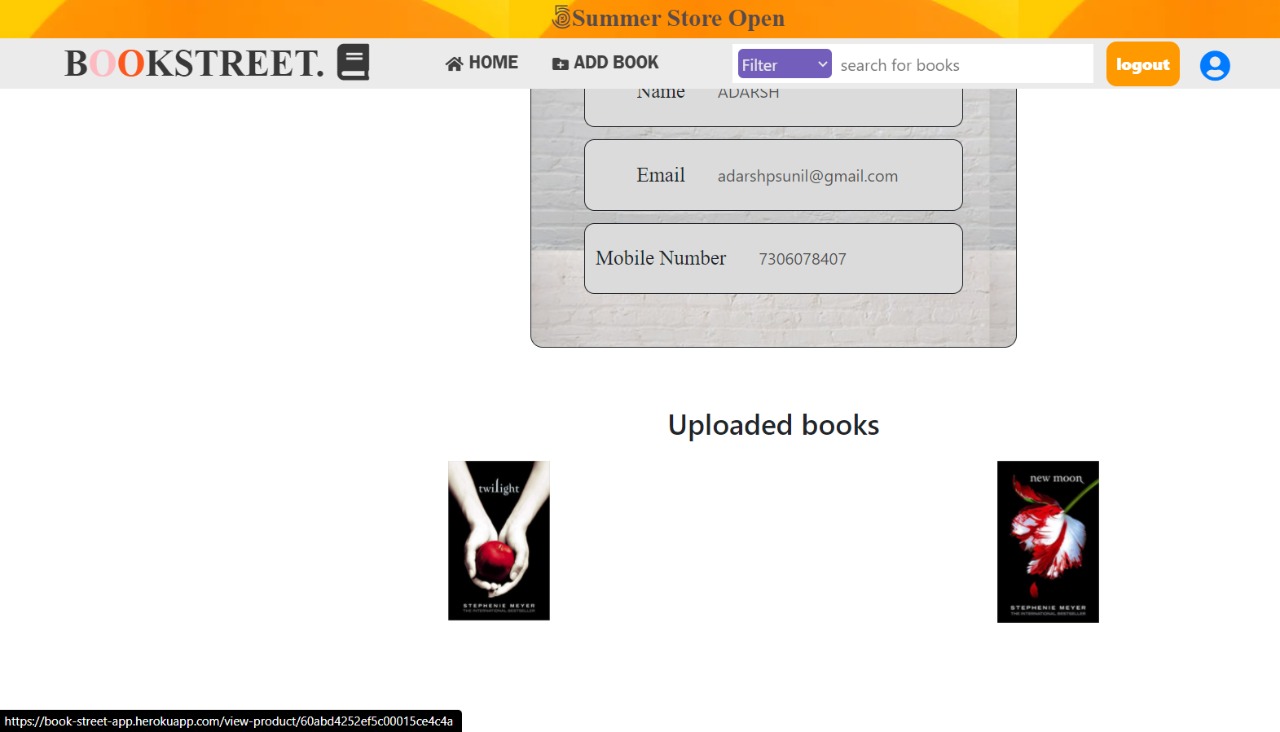 Summer Store Open
BOOKSTREET.
HOME
ADD BOOK
Filter
search for books
logout
Name ADARSH
Email adarshpsunil@gmail.com
Mobile Number 7306078407
Uploaded books
twilight
STEPHENIE MEYER
THE INTERNATIONAL BESTSELLER
new moon
STEPHENIE MEYER
THE INTERNATIONAL BESTSELLER
https://book-street-app.herokuapp.com/view-product/60abd4252ef5c00015ce4c4a